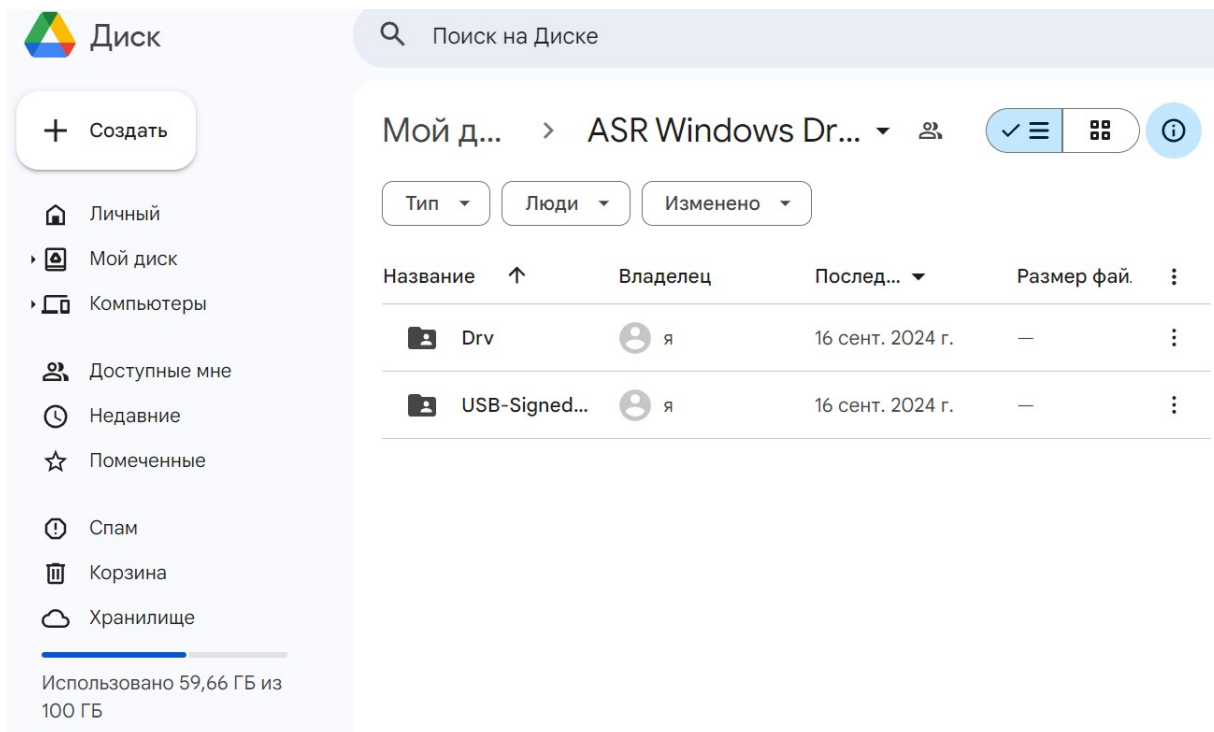 Диск
Поиск на Диске
Создать
Мой д... > ASR Windows Dr...
Тип Люди Изменено
Личный
Мой диск
Компьютеры
Название Владелец Послед... Размер фай.
Drv я 16 сент. 2024 г. —
Доступные мне
USB-Signed... я 16 сент. 2024 г. —
Недавние
Помеченные
Спам
Корзина
Хранилище
Использовано 59,66 ГБ из
100 ГБ